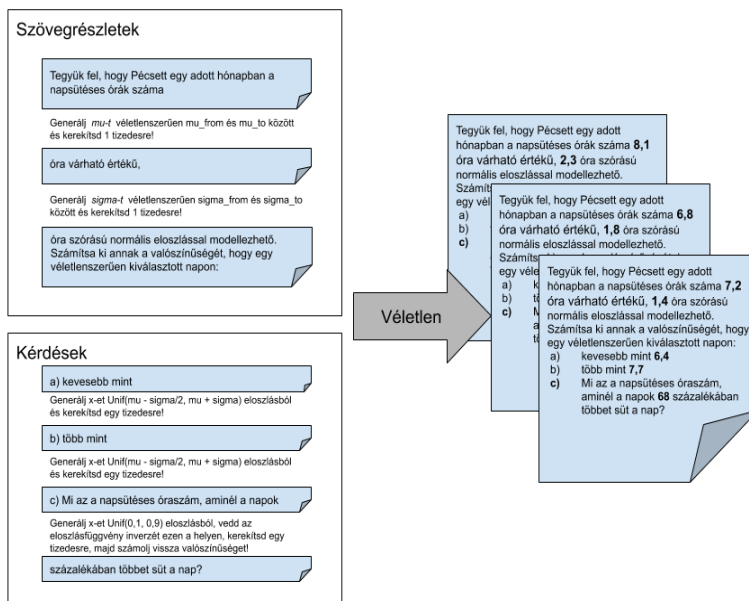 Szövegrészletek
Tegyük fel, hogy Pécsett egy adott hónapban a
napsütéses órák száma
Generálj mu-t véletlenszerűen mu_from és mu_to között
és kerekítsd 1 tizedesre!
óra várható értékű,
Generálj sigma-t véletlenszerűen sigma_from és sigma_to
között és kerekítsd 1 tizedesre!
óra szórású normális eloszlással modellezhető.
Számítsa ki annak a valószínűségét, hogy egy
véletlenszerűen kiválasztott napon:
Kérdések
a) kevesebb mint
Generálj x-et Unif(mu - sigma/2, mu + sigma) eloszlásból
és kerekítsd egy tizedesre!
b) több mint
Generálj x-et Unif(mu - sigma/2, mu + sigma) eloszlásból
és kerekítsd egy tizedesre!
c) Mi az a napsütéses óraszám, aminél a napok
Generálj x-et Unif(0,1, 0,9) eloszlásból, vedd az
eloszlásfüggvény inverzét ezen a helyen, kerekítsd egy
tizedesre, majd számolj vissza valószínűséget!
százalékában többet süt a nap?
Véletlen
Tegyük fel, hogy Pécsett egy adott
hónapban a napsütéses órák száma 8,1
óra várható értékű, 2,3 óra szórású
normális eloszlással modellezhető.
Számíts
egy vél
a)
b)
c)
Tegyük fel, hogy Pécsett egy adott
hónapban a napsütéses órák száma 6,8
óra várható értékű, 1,8 óra szórású
normális eloszlással modellezhető.
egy véle
a) k
b) tö
c) M
a
tö
Tegyük fel, hogy Pécsett egy adott
hónapban a napsütéses órák száma 7,2
óra várható értékű, 1,4 óra szórású
normális eloszlással modellezhető.
Számítsa ki annak a valószínűségét, hogy
egy véletlenszerűen kiválasztott napon:
a) kevesebb mint 6,4
b) több mint 7,7
c) Mi az a napsütéses óraszám,
aminél a napok 68 százalékában
többet süt a nap?